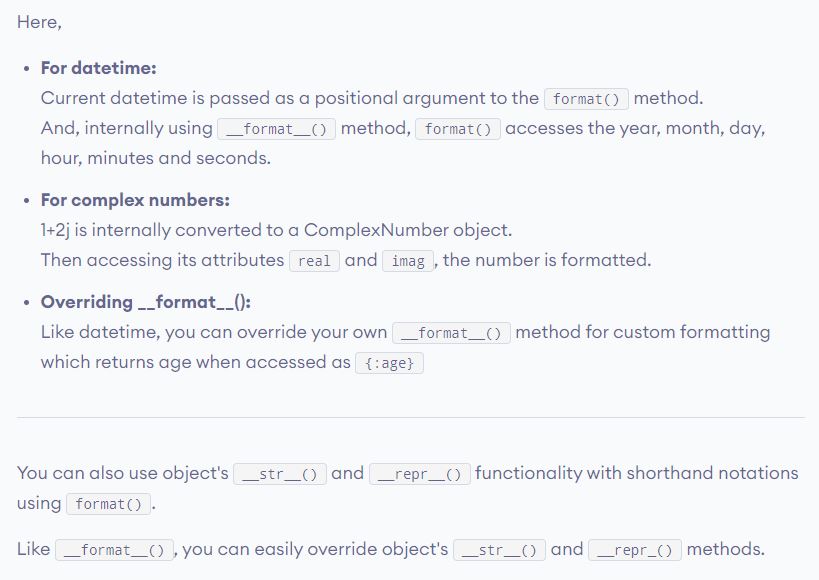 Here,
• For datetime:
Current datetime is passed as a positional argument to the format() method.
And, internally using __format__() method, format() accesses the year, month, day,
hour, minutes and seconds.
• For complex numbers:
1+2j is internally converted to a ComplexNumber object.
Then accessing its attributes real and imag, the number is formatted.
• Overriding __format__():
Like datetime, you can override your own __format__() method for custom formatting
which returns age when accessed as {:age}
You can also use object's __str__() and __repr__() functionality with shorthand notations
using format().
Like __format__(), you can easily override object's __str__() and __repr_() methods.